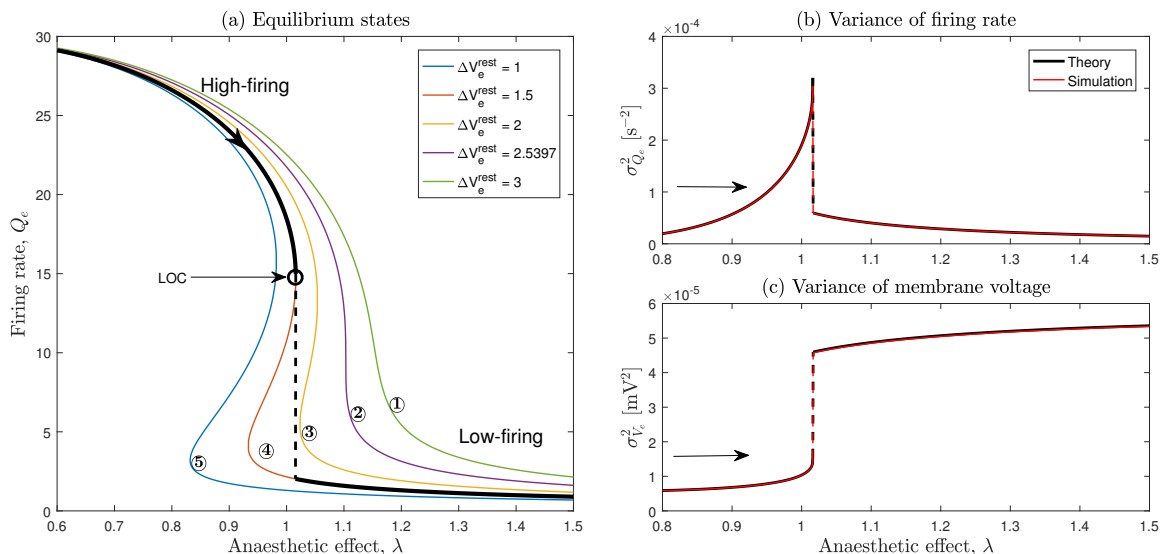 (a) Equilibrium states
30
25
20
15
10
5
0
Firing rate, Q_e
0.6 0.7 0.8 0.9 1 1.1 1.2 1.3 1.4 1.5
Anaesthetic effect, λ
High-firing
LOC
Low-firing
ΔV_e^rest = 1
ΔV_e^rest = 1.5
ΔV_e^rest = 2
ΔV_e^rest = 2.5397
ΔV_e^rest = 3
①
②
③
④
⑤
(b) Variance of firing rate
×10⁻⁴
4
3
2
1
0
σ²_{Q_e} [s⁻²]
0.8 0.9 1 1.1 1.2 1.3 1.4 1.5
Theory
Simulation
(c) Variance of membrane voltage
×10⁻⁵
6
5
4
3
2
1
0
σ²_{V_e} [mV²]
0.8 0.9 1 1.1 1.2 1.3 1.4 1.5
Anaesthetic effect, λ